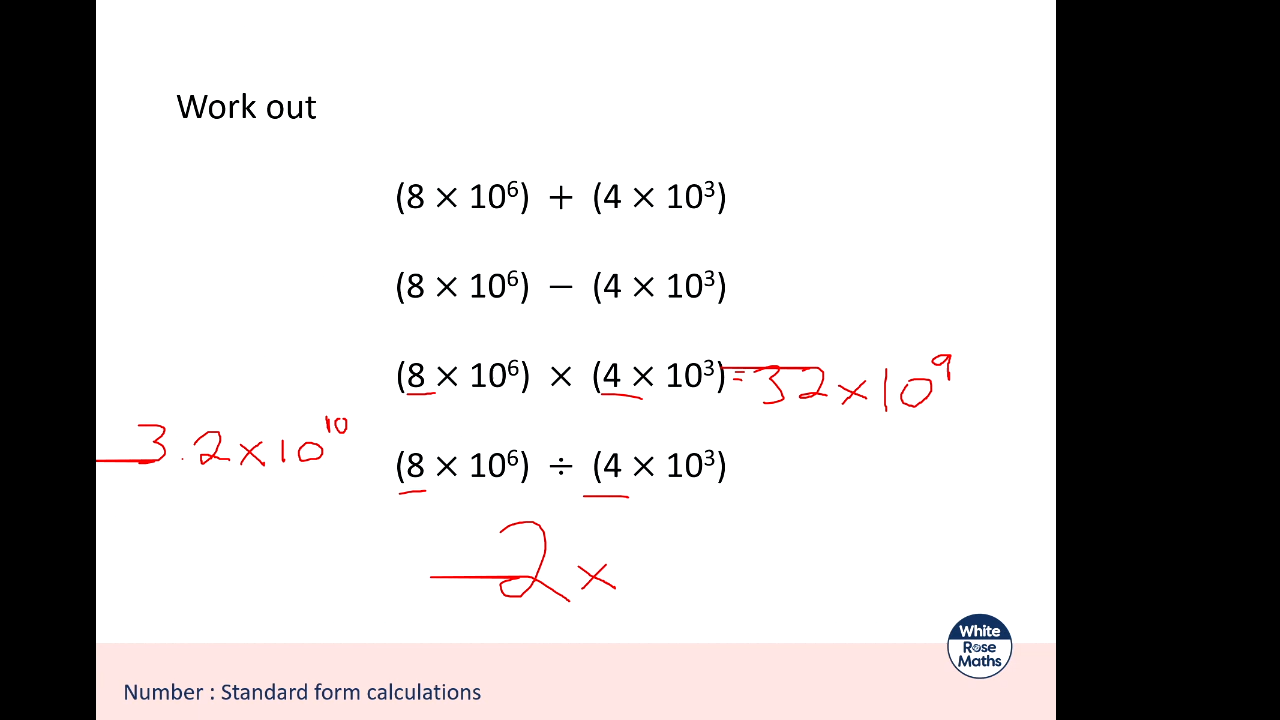 Work out
(8 × 10⁶) + (4 × 10³)
(8 × 10⁶) − (4 × 10³)
(8 × 10⁶) × (4 × 10³) = 32 × 10⁹
3.2 × 10¹⁰
(8 × 10⁶) ÷ (4 × 10³)
2 ×
White
Rose
Maths
Number : Standard form calculations